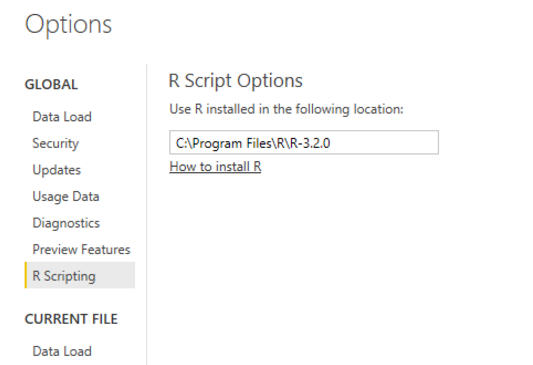 Options
GLOBAL
Data Load
Security
Updates
Usage Data
Diagnostics
Preview Features
R Scripting
CURRENT FILE
Data Load
R Script Options
Use R installed in the following location:
C:\Program Files\R\R-3.2.0
How to install R